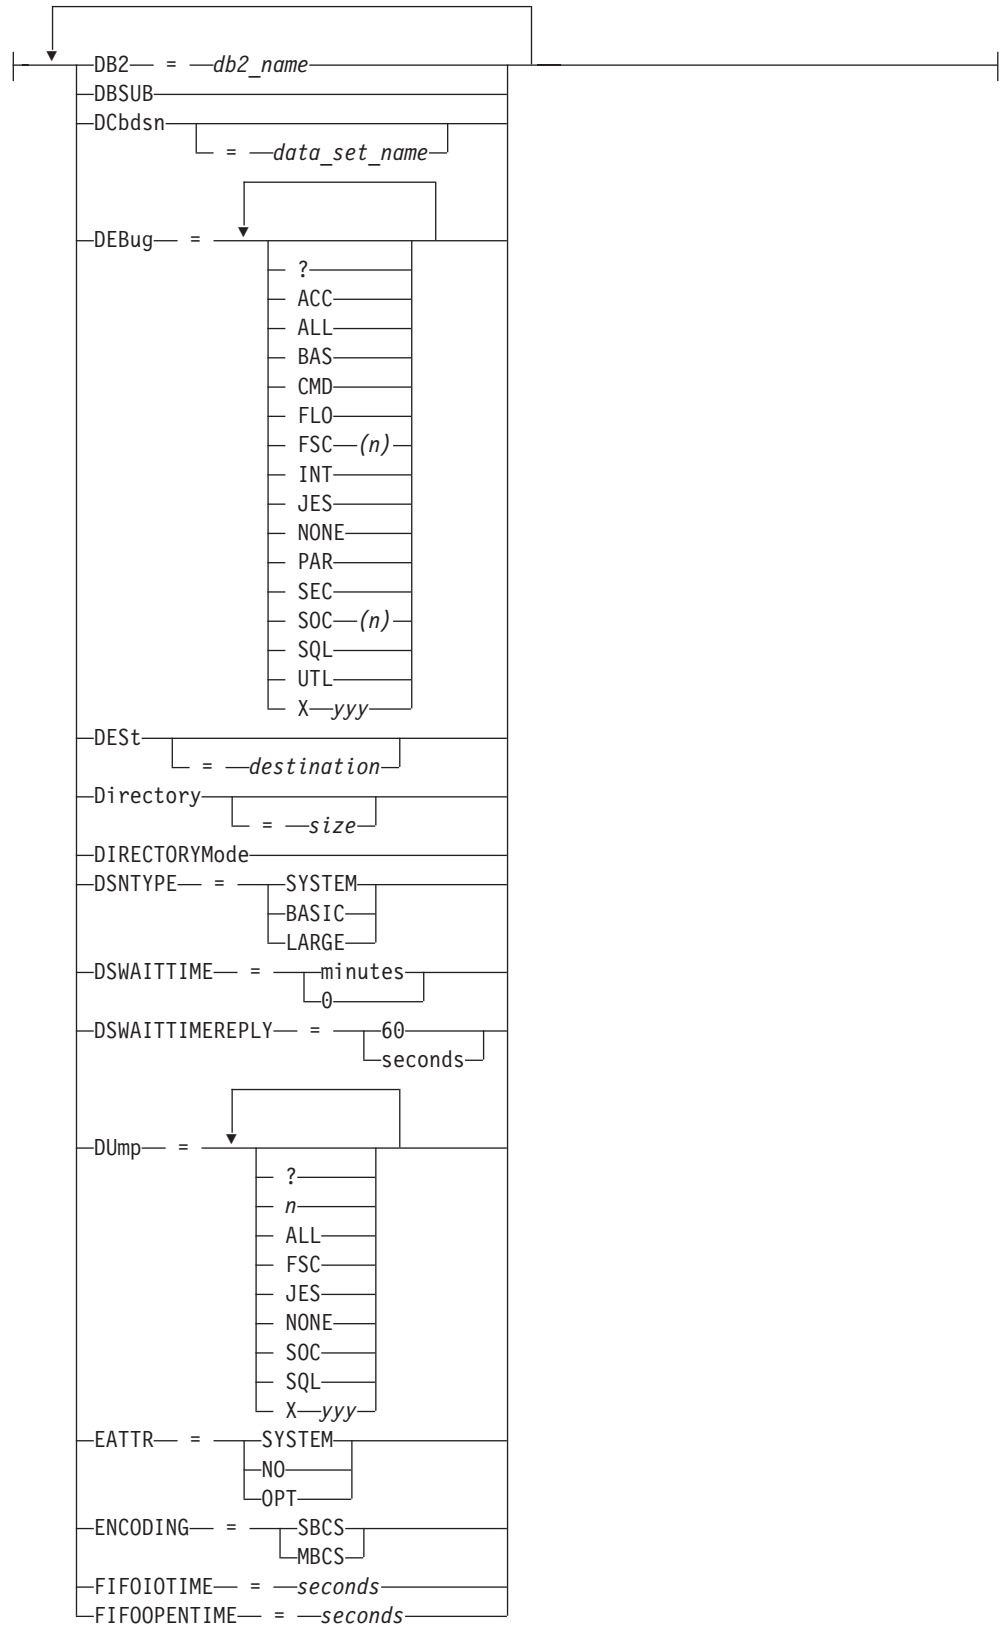 DB2 = db2_name
DBSUB
DCbdsn
= data_set_name
DEBug =
?
ACC
ALL
BAS
CMD
FLO
FSC (n)
INT
JES
NONE
PAR
SEC
SOC (n)
SQL
UTL
X yyy
DESt
= destination
Directory
= size
DIRECTORYMode
DSNTYPE = SYSTEM
BASIC
LARGE
DSWAITTIME = minutes
0
DSWAITTIMEREPLY = 60
seconds
DUmp =
?
n
ALL
FSC
JES
NONE
SOC
SQL
X yyy
EATTR = SYSTEM
NO
OPT
ENCODING = SBCS
MBCS
FIFOIOTIME = seconds
FIFOOPENTIME = seconds